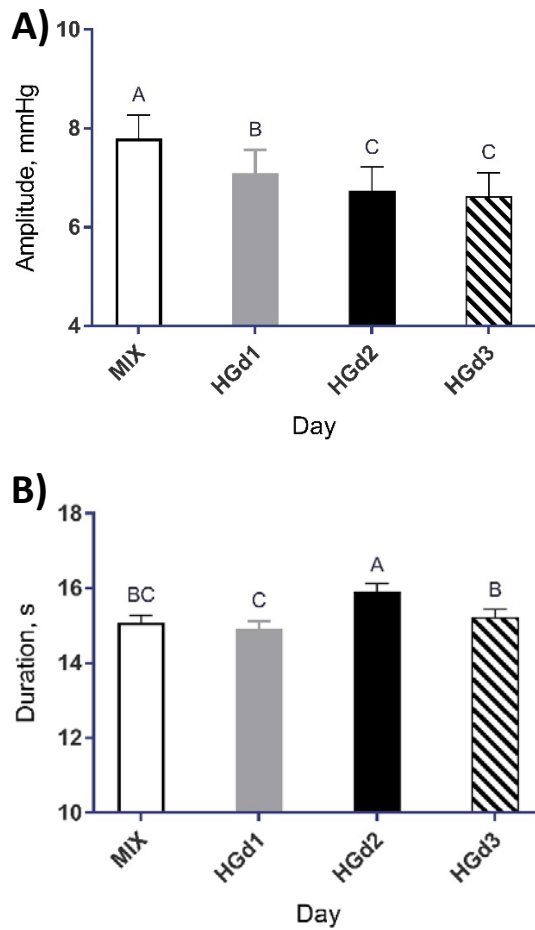 A)
Amplitude, mmHg
10
8
6
4
A
B
C
C
MIX
HGd1
HGd2
HGd3
Day
B)
Duration, s
18
16
14
12
10
BC
C
A
B
MIX
HGd1
HGd2
HGd3
Day